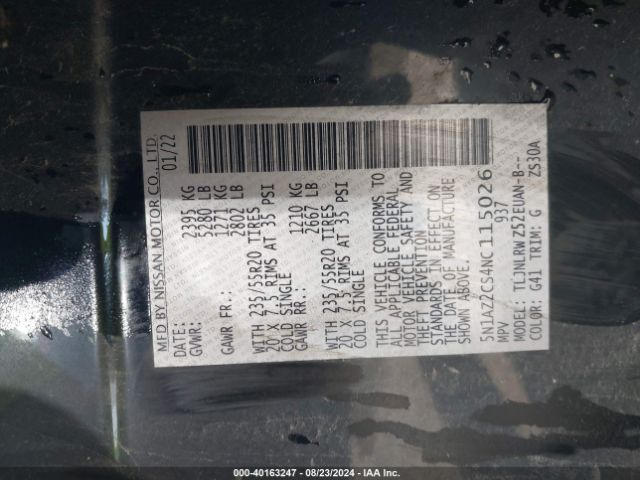 MFD BY NISSAN MOTOR CO., LTD.
DATE: 01/22
GVWR: 2395 KG
5280 LB
GAWR FR.: 1271 KG
2802 LB
WITH 235/55R20 TIRES
20 X 7.5 RIMS AT 35 PSI
COLD SINGLE
GAWR RR.: 1210 KG
2667 LB
WITH 235/55R20 TIRES
20 X 7.5 RIMS AT 35 PSI
COLD SINGLE
THIS VEHICLE CONFORMS TO
ALL APPLICABLE FEDERAL
MOTOR VEHICLE SAFETY AND
THEFT PREVENTION
STANDARDS IN EFFECT ON
THE DATE OF MANUFACTURE
SHOWN ABOVE.
5N1AZ2CS4NC115026
MPV 937
MODEL: TLJNLRWZ52EUAN-B--
COLOR: G41 TRIM: G ZS30A
000-40163247 - 08/23/2024 - IAA Inc.